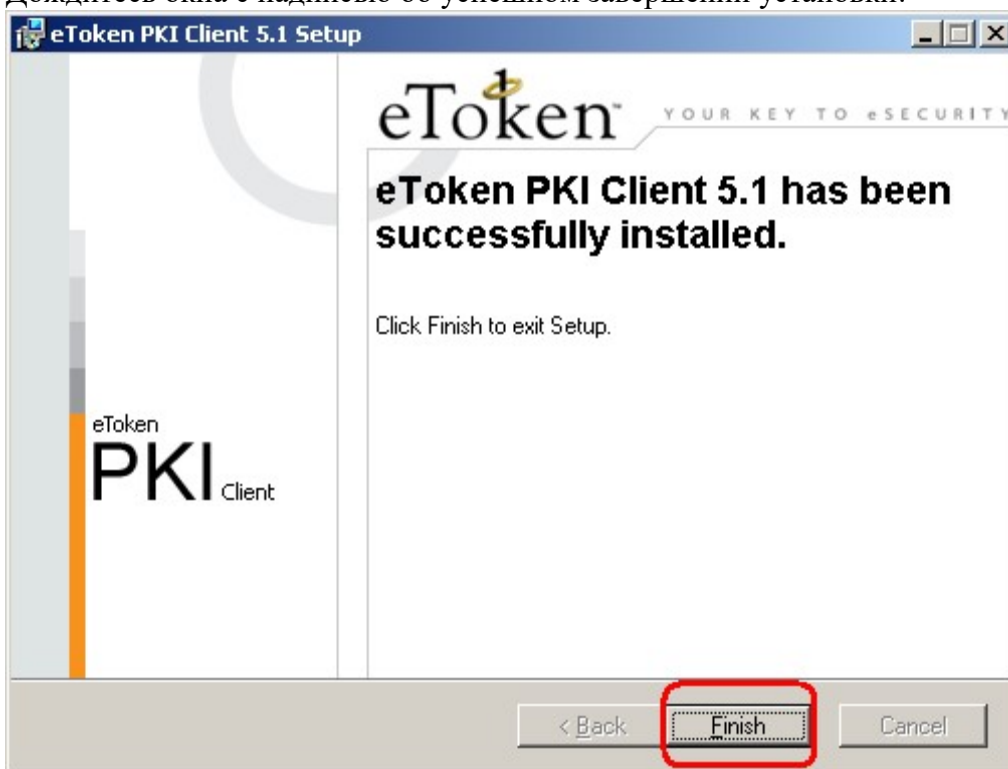 Дождитесь окна с надписью об успешном завершении установки.
eToken PKI Client 5.1 Setup
eToken™ YOUR KEY TO eSECURITY
eToken PKI Client 5.1 has been
successfully installed.
Click Finish to exit Setup.
eToken
PKI Client
< Back Finish Cancel